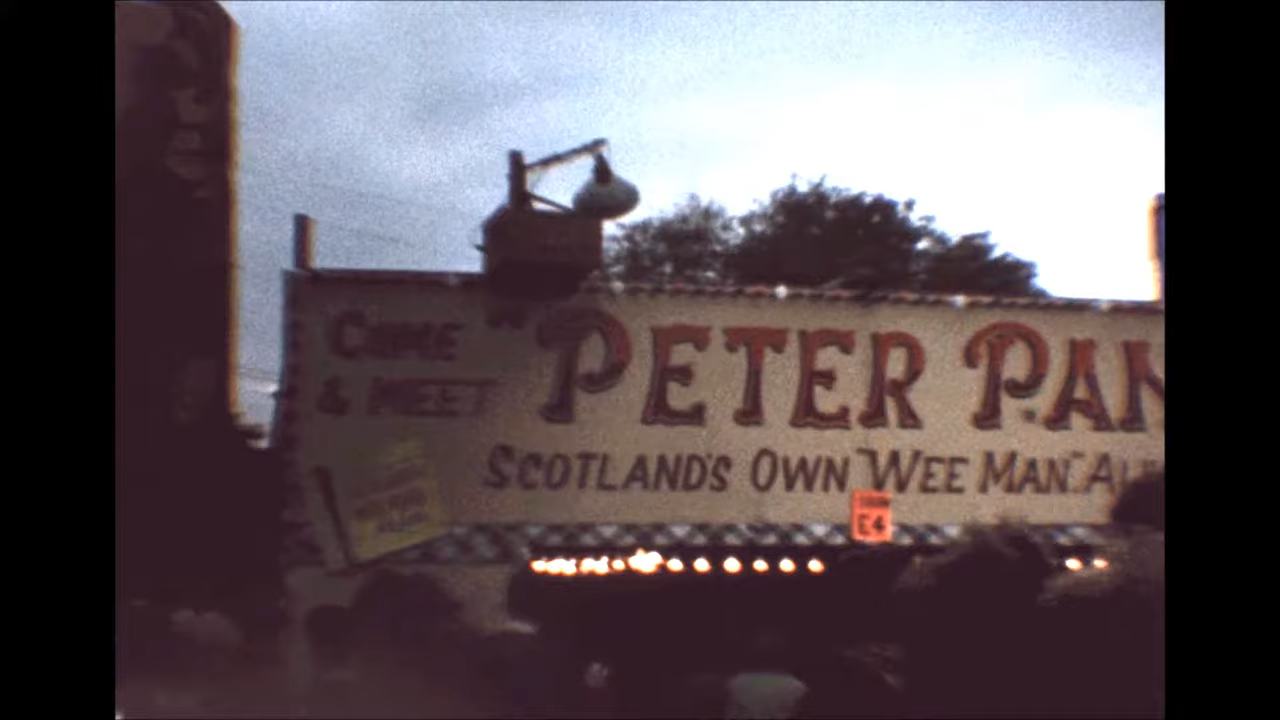 COME
& MEET
"PETER PAN
SCOTLAND'S OWN "WEE MAN"
E4